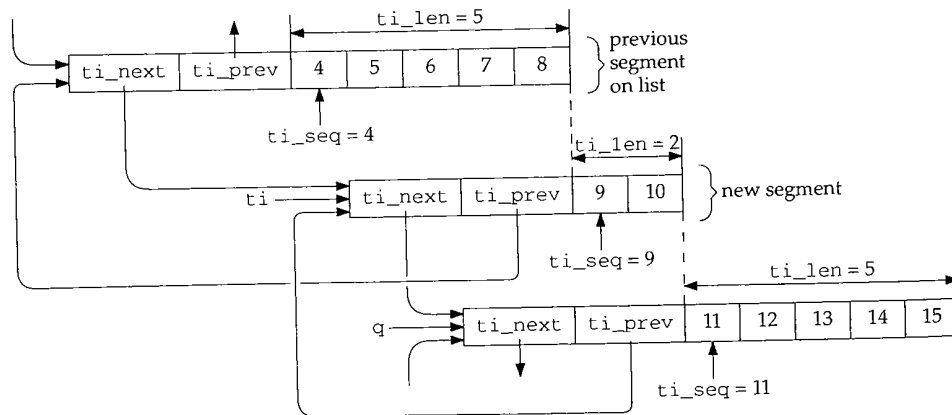 ti_len = 5
previous
segment
on list
ti_next ti_prev 4 5 6 7 8
ti_seq = 4
ti_len = 2
ti
ti_next ti_prev 9 10
new segment
ti_seq = 9
ti_len = 5
q
ti_next ti_prev 11 12 13 14 15
ti_seq = 11